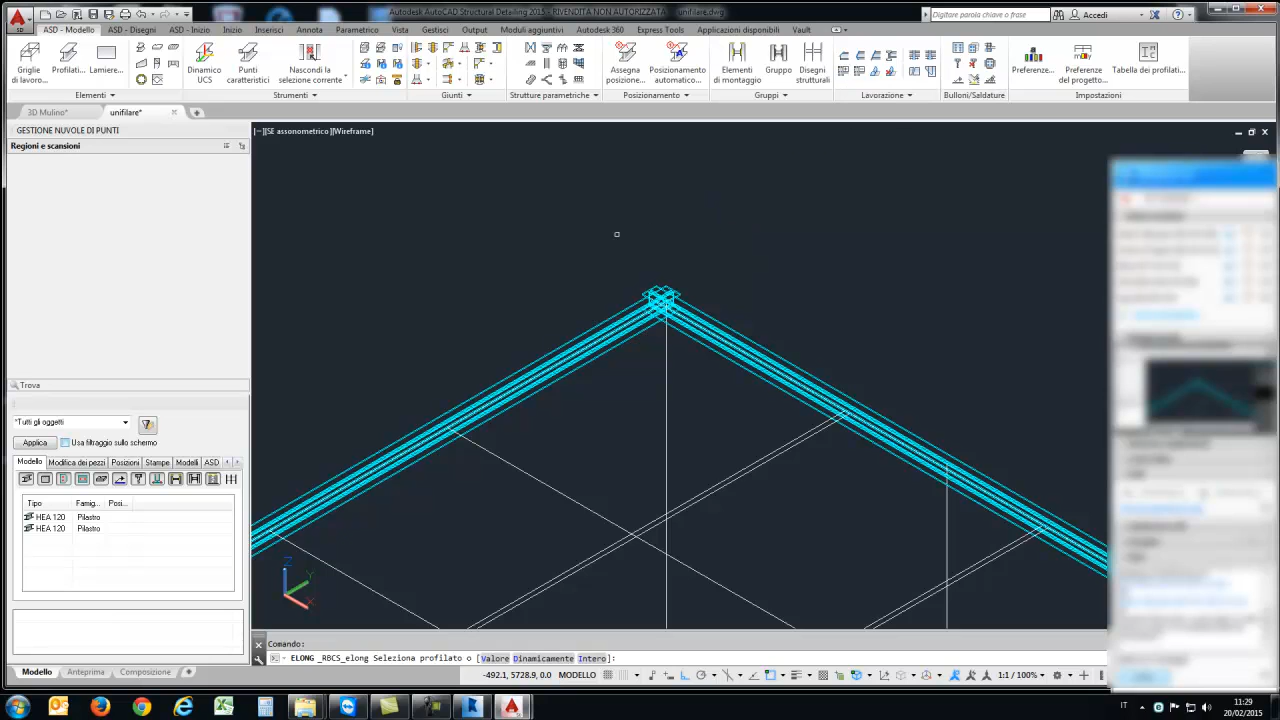 Autodesk AutoCAD Structural Detailing 2015 - RIVENDITA NON AUTORIZZATA unifilare.dwg
Digitare parola chiave o frase
Accedi
SD
ASD - Modello
ASD - Disegni
ASD - Inizio
Inizio
Inserisci
Annota
Parametrico
Vista
Gestisci
Output
Moduli aggiuntivi
Autodesk 360
Express Tools
Applicazioni disponibili
Vault
Griglie di lavoro...
Profilati...
Lamiere...
Dinamico UCS
Punti caratteristici
Nascondi la selezione corrente
Assegna posizione...
Posizionamento automatico...
Elementi di montaggio
Gruppo
Disegni strutturali
Preferenze...
Preferenze del progetto...
Tabella dei profilati...
Elementi
Strumenti
Giunti
Strutture parametriche
Posizionamento
Gruppi
Lavorazione
Bulloni/Saldature
Impostazioni
3D Mulino*
unifilare*
GESTIONE NUVOLE DI PUNTI
Regioni e scansioni
[−][SE assonometrico][Wireframe]
Trova
*Tutti gli oggetti
Applica
Usa filtraggio sullo schermo
Modello
Modifica dei pezzi
Posizioni
Stampe
Modelli
ASD
Tipo
Famig...
Posi...
HEA 120 Pilastro
HEA 120 Pilastro
Z
Y
X
Comando:
ELONG _RBCS_elong Seleziona profilato o [Valore Dinamicamente Intero]:
Modello
Anteprima
Composizione
-492.1, 5728.9, 0.0
MODELLO
1:1 / 100%
IT
11:29
20/02/2015